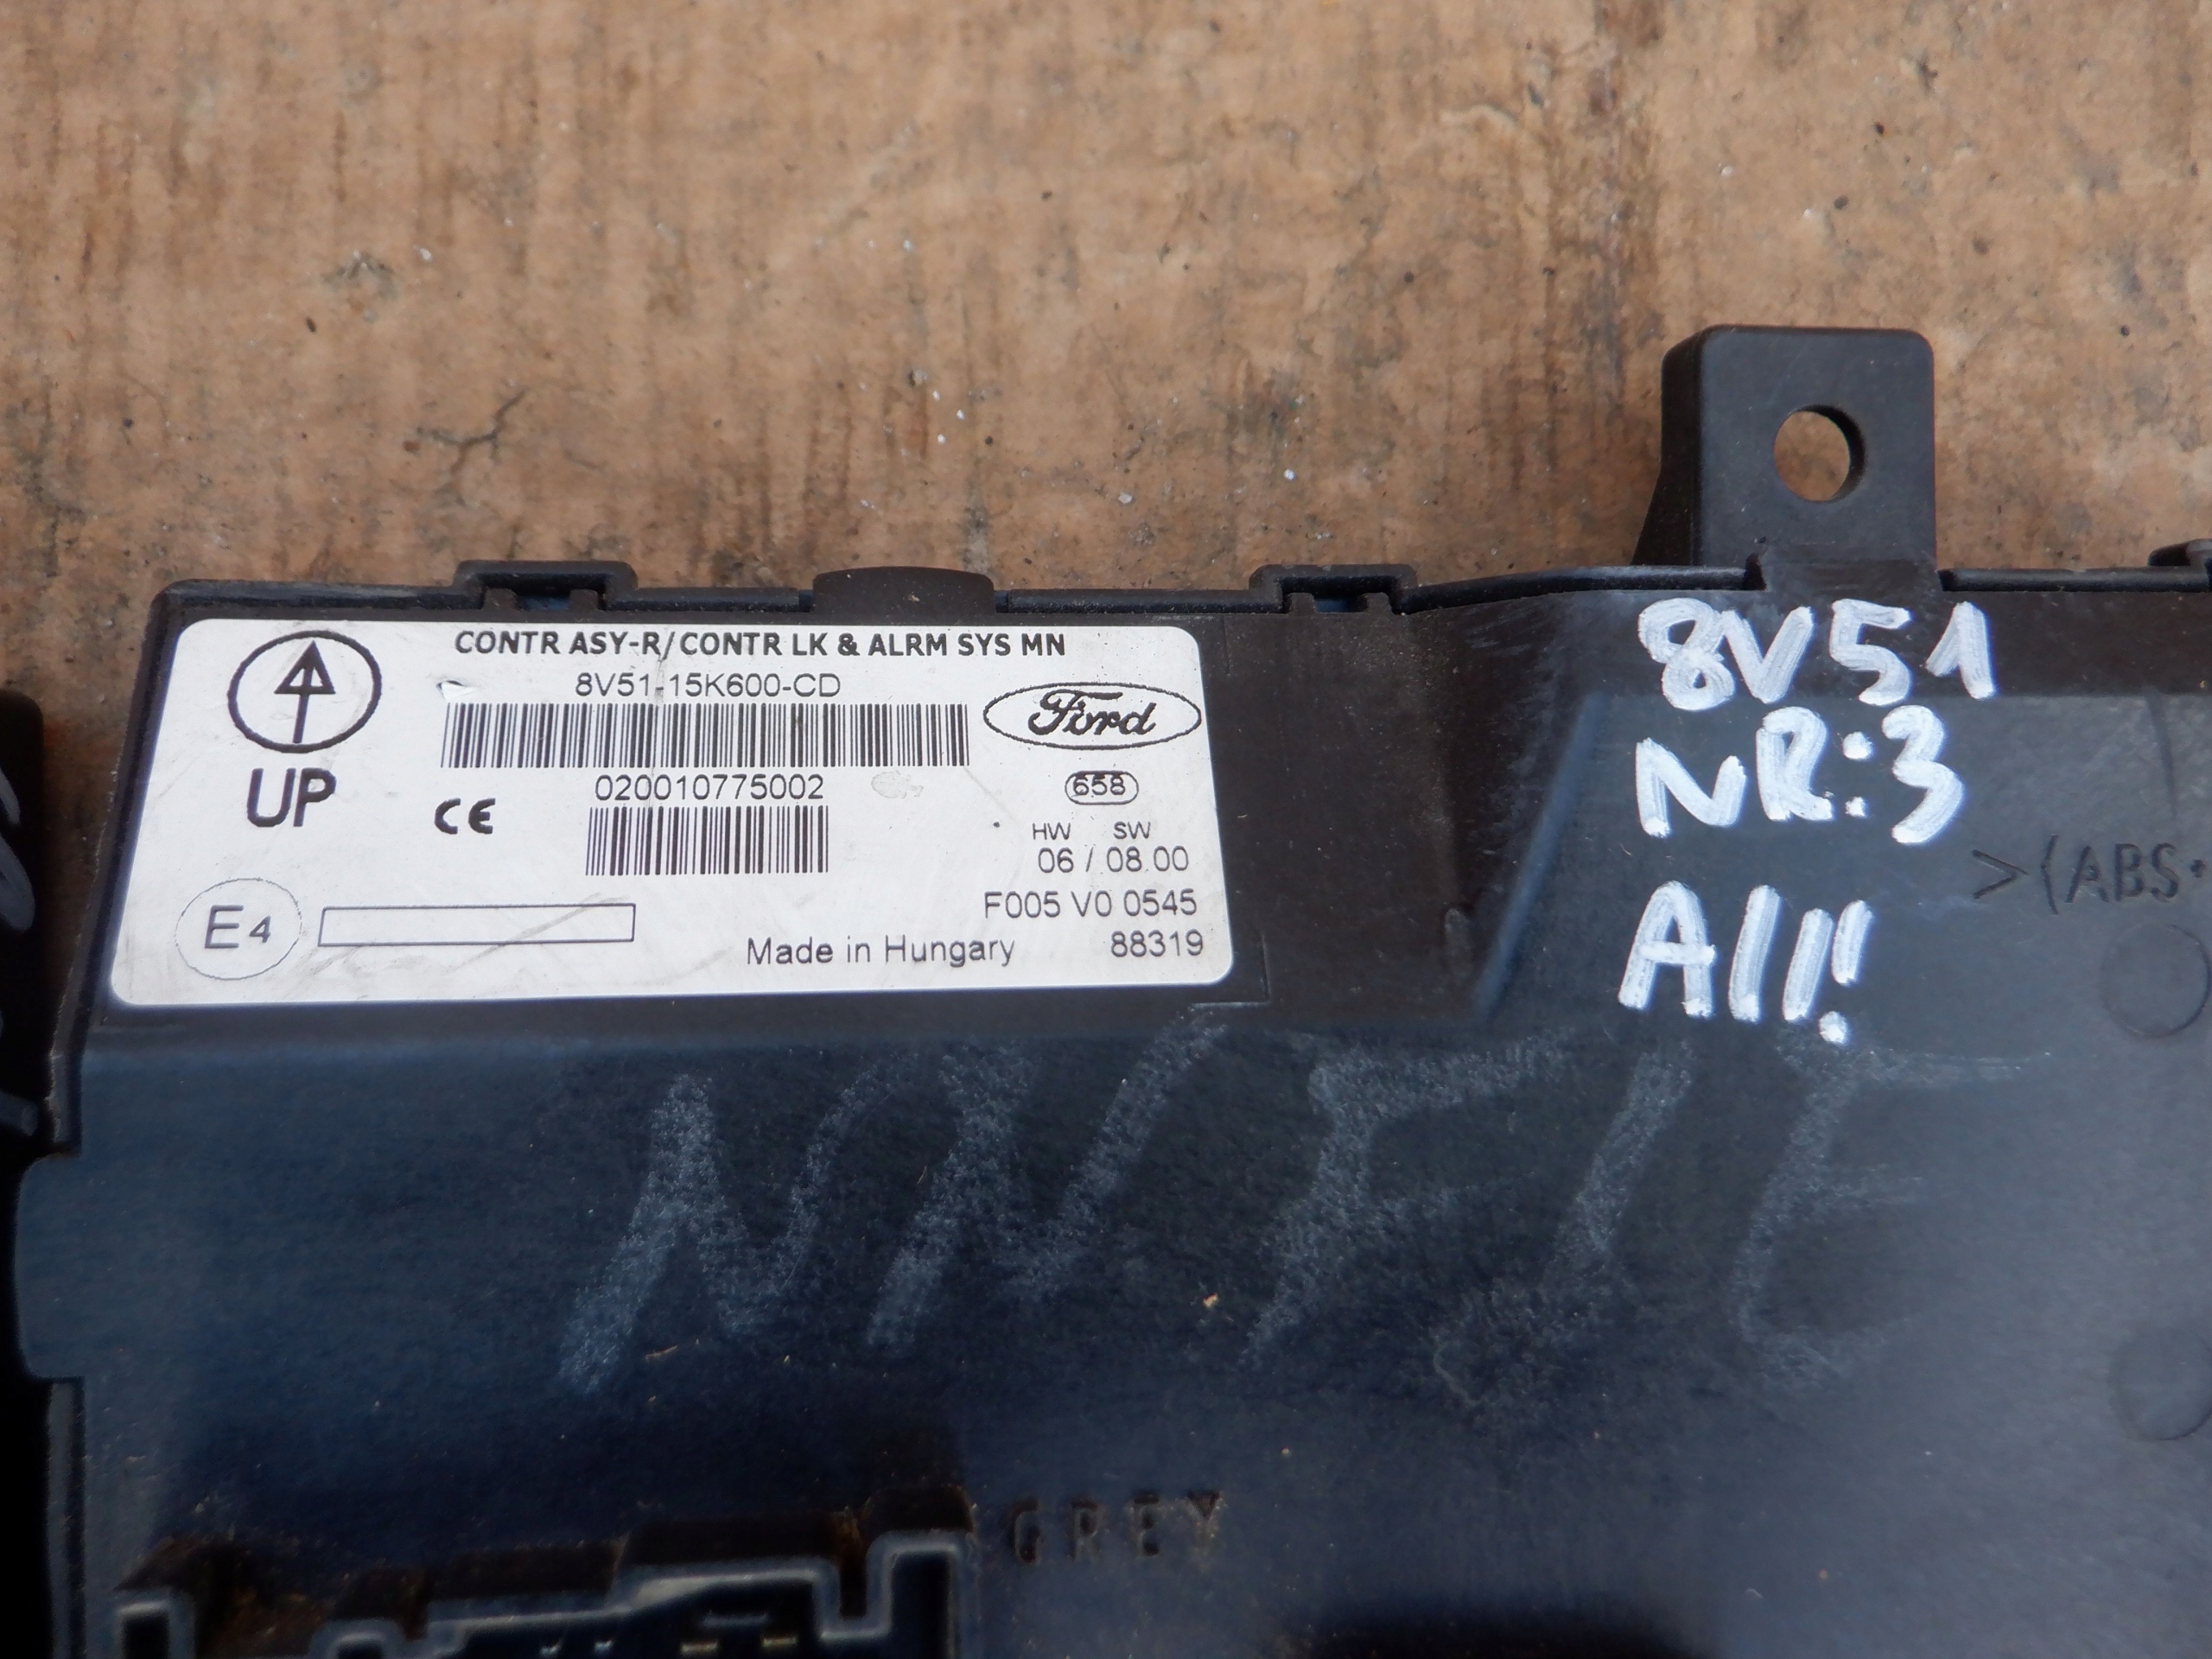 CONTR ASY-R/CONTR LK & ALRM SYS MN
8V51-15K600-CD
Ford
UP
CE
020010775002
658
HW SW
06 / 08.00
F005 V0 0545
E4
Made in Hungary 88319
8V51
NR:3
A11!
>(ABS+
GREY